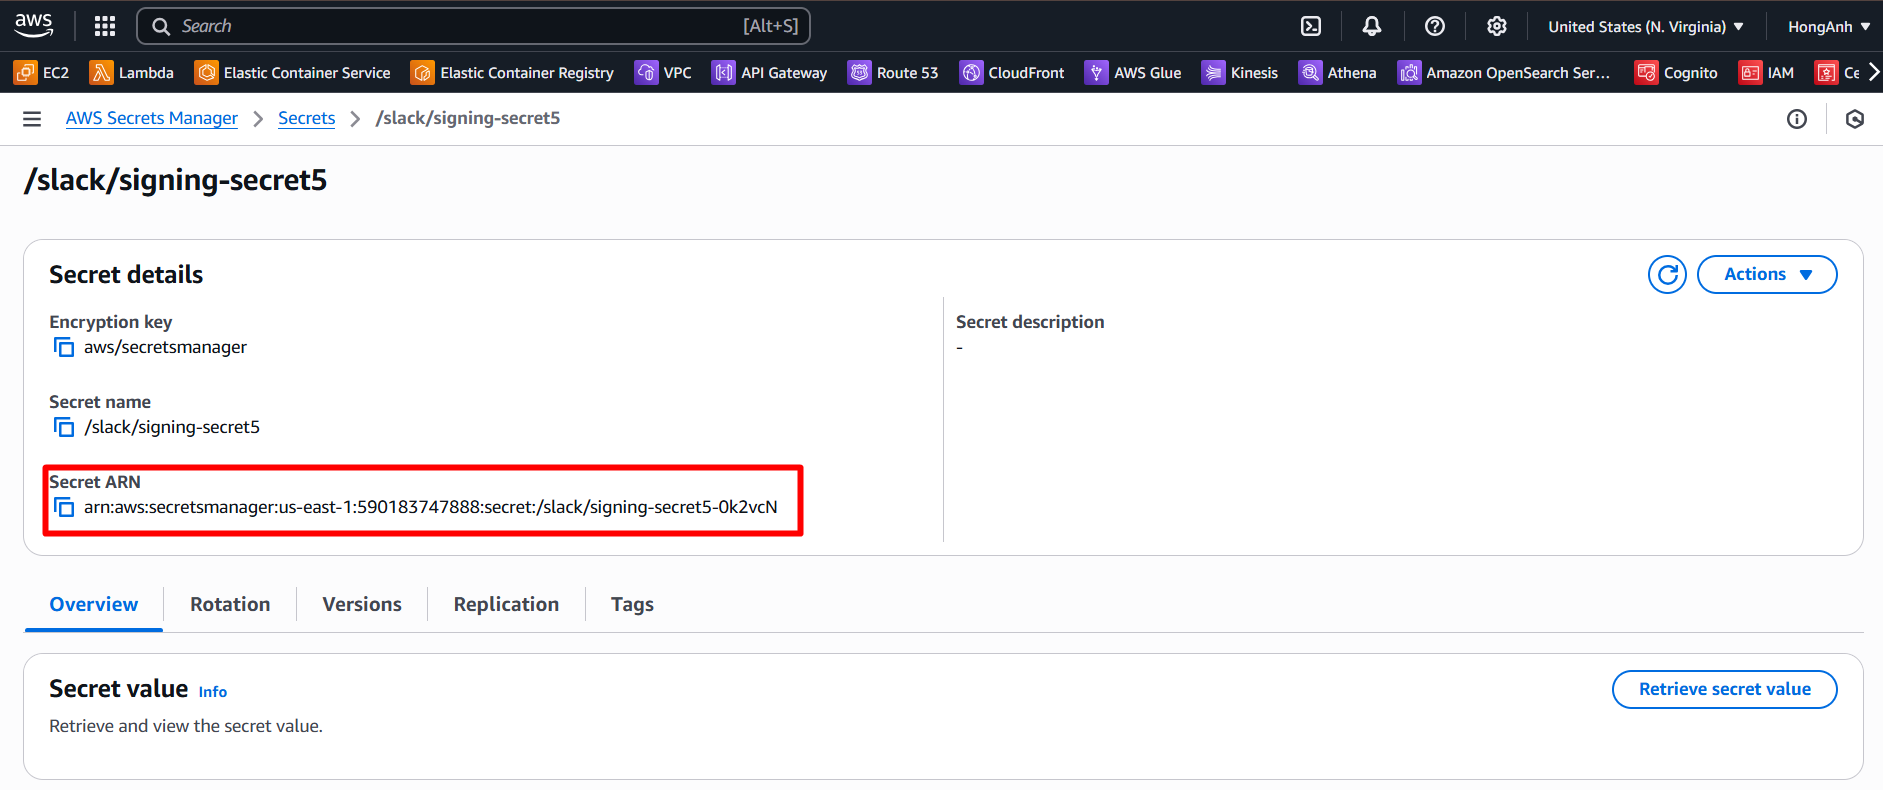 aws Search [Alt+S] United States (N. Virginia) HongAnh
EC2 Lambda Elastic Container Service Elastic Container Registry VPC API Gateway Route 53 CloudFront AWS Glue Kinesis Athena Amazon OpenSearch Ser... Cognito IAM Ce
AWS Secrets Manager Secrets /slack/signing-secret5
/slack/signing-secret5
Secret details
Actions
Encryption key
aws/secretsmanager
Secret name
/slack/signing-secret5
Secret ARN
arn:aws:secretsmanager:us-east-1:590183747888:secret:/slack/signing-secret5-0k2vcN
Secret description
-
Overview Rotation Versions Replication Tags
Secret value Info
Retrieve secret value
Retrieve and view the secret value.